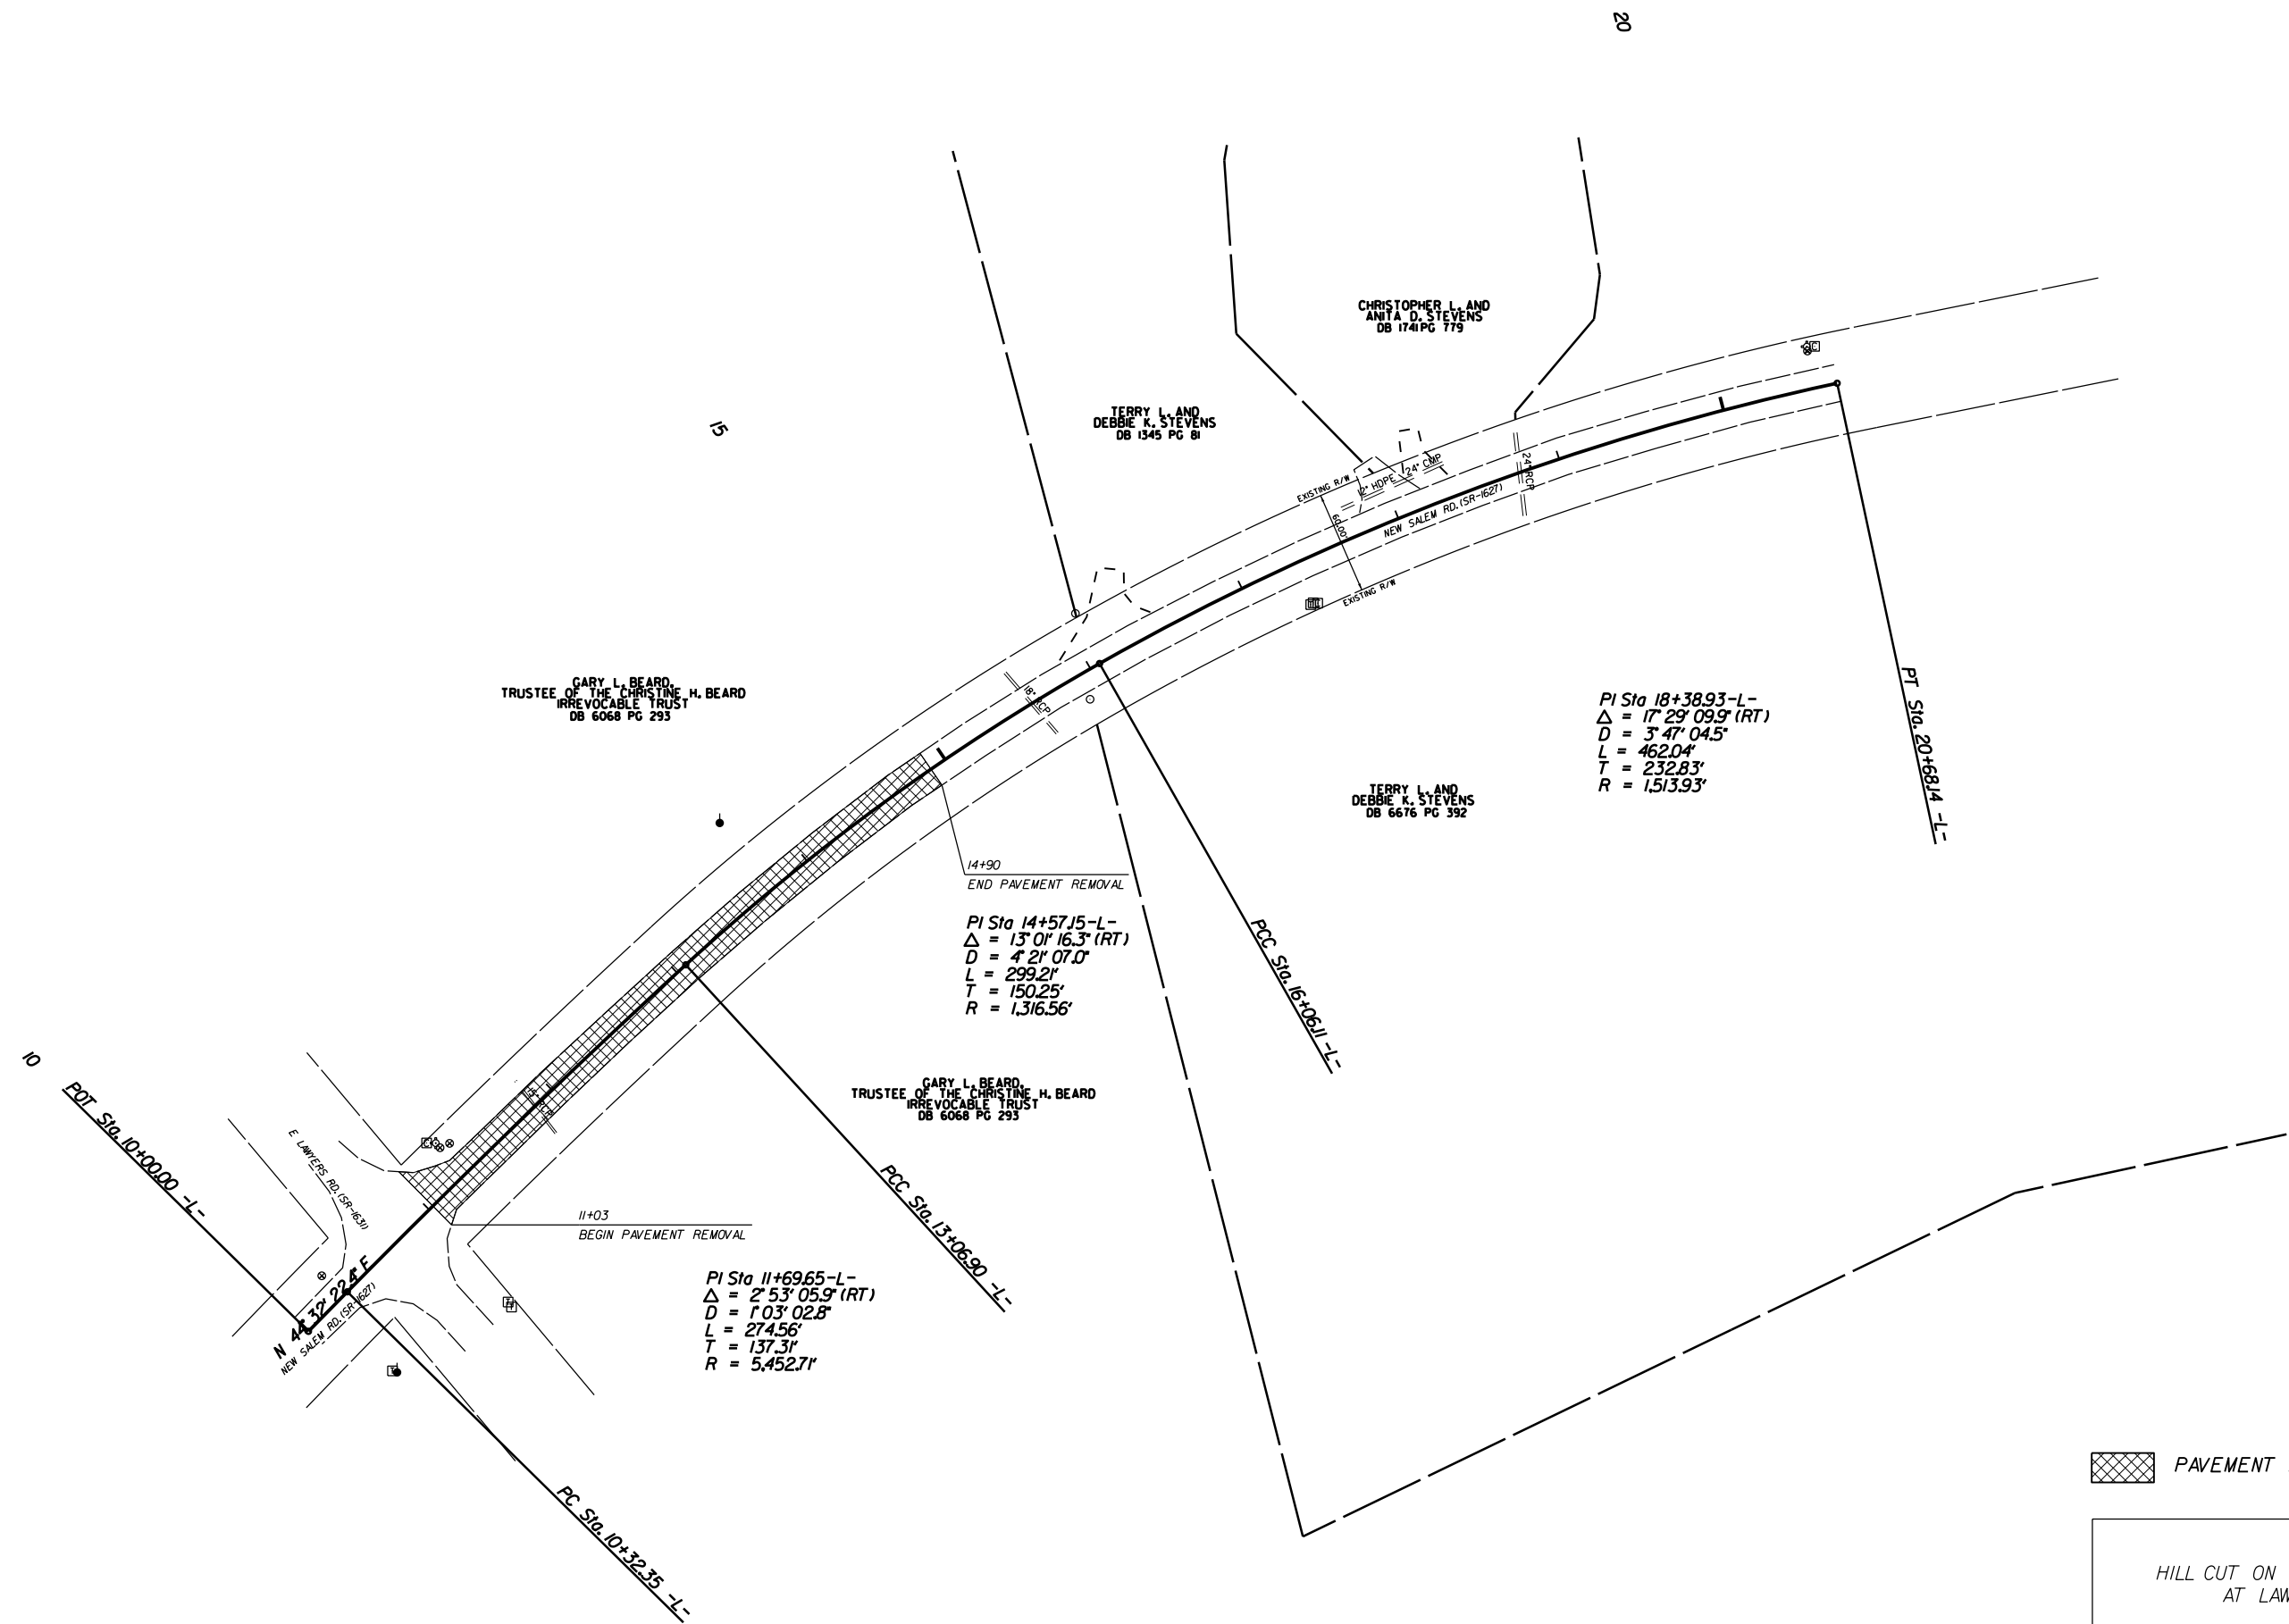 20
CHRISTOPHER L. AND
ANITA D. STEVENS
DB 1741 PG 779
15
TERRY L. AND
DEBBIE K. STEVENS
DB 1345 PG 81
EXISTING R/W
12" HDPE
24" CMP
24" RCP
60.00'
NEW SALEM RD. (SR-1627)
EXISTING R/W
GARY L. BEARD,
TRUSTEE OF THE CHRISTINE H. BEARD
IRREVOCABLE TRUST
DB 6068 PG 293
18" RCP
PI Sta 18+38.93 -L-
Δ = 17° 29' 09.9" (RT)
D = 3° 47' 04.5"
L = 462.04'
T = 232.83'
R = 1,513.93'
PT Sta. 20+68.14 -L-
TERRY L. AND
DEBBIE K. STEVENS
DB 6676 PG 392
14+90
END PAVEMENT REMOVAL
PI Sta 14+57.15 -L-
Δ = 13° 01' 16.3" (RT)
D = 4° 21' 07.0"
L = 299.21'
T = 150.25'
R = 1,316.56'
PCC Sta. 16+06.11 -L-
10
POT Sta. 10+00.00 -L-
GARY L. BEARD,
TRUSTEE OF THE CHRISTINE H. BEARD
IRREVOCABLE TRUST
DB 6068 PG 293
15" RCP
E LAWYERS RD. (SR-1631)
PCC Sta. 13+06.90 -L-
11+03
BEGIN PAVEMENT REMOVAL
N 44° 32' 22.4" E
NEW SALEM RD. (SR-1627)
PI Sta 11+69.65 -L-
Δ = 2° 53' 05.9" (RT)
D = 1° 03' 02.8"
L = 274.56'
T = 137.31'
R = 5,452.71'
PC Sta. 10+32.35 -L-
PAVEMENT
HILL CUT ON
AT LAW